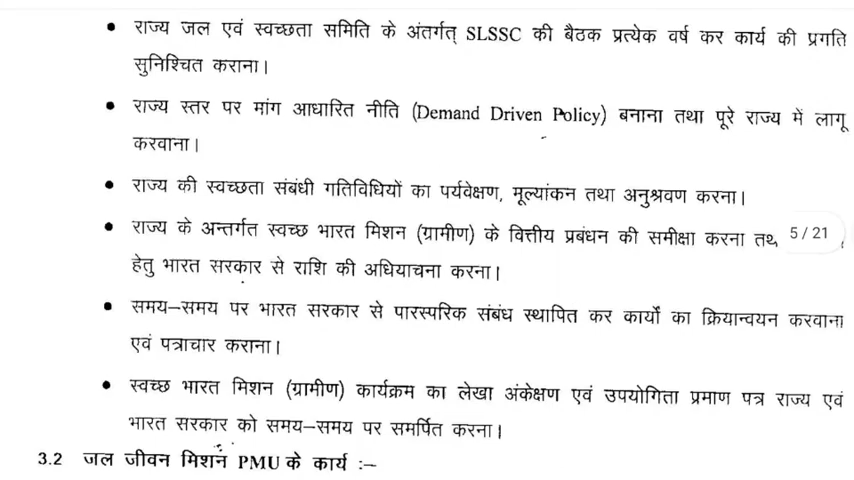 • राज्य जल एवं स्वच्छता समिति के अंतर्गत् SLSSC की बैठक प्रत्येक वर्ष कर कार्य की प्रगति
सुनिश्चित कराना।
• राज्य स्तर पर मांग आधारित नीति (Demand Driven Policy) बनाना तथा पूरे राज्य में लागू
करवाना।
• राज्य की स्वच्छता संबंधी गतिविधियों का पर्यवेक्षण, मूल्यांकन तथा अनुश्रवण करना।
• राज्य के अन्तर्गत स्वच्छ भारत मिशन (ग्रामीण) के वित्तीय प्रबंधन की समीक्षा करना 5 / 21
हेतु भारत सरकार से राशि की अधियाचना करना।
• समय–समय पर भारत सरकार से पारस्परिक संबंध स्थापित कर कार्यों का क्रियान्वयन करवाना
एवं पत्राचार कराना।
• स्वच्छ भारत मिशन (ग्रामीण) कार्यक्रम का लेखा अंकेक्षण एवं उपयोगिता प्रमाण पत्र राज्य एवं
भारत सरकार को समय–समय पर समर्पित करना।
3.2 जल जीवन मिशन PMU के कार्य :–